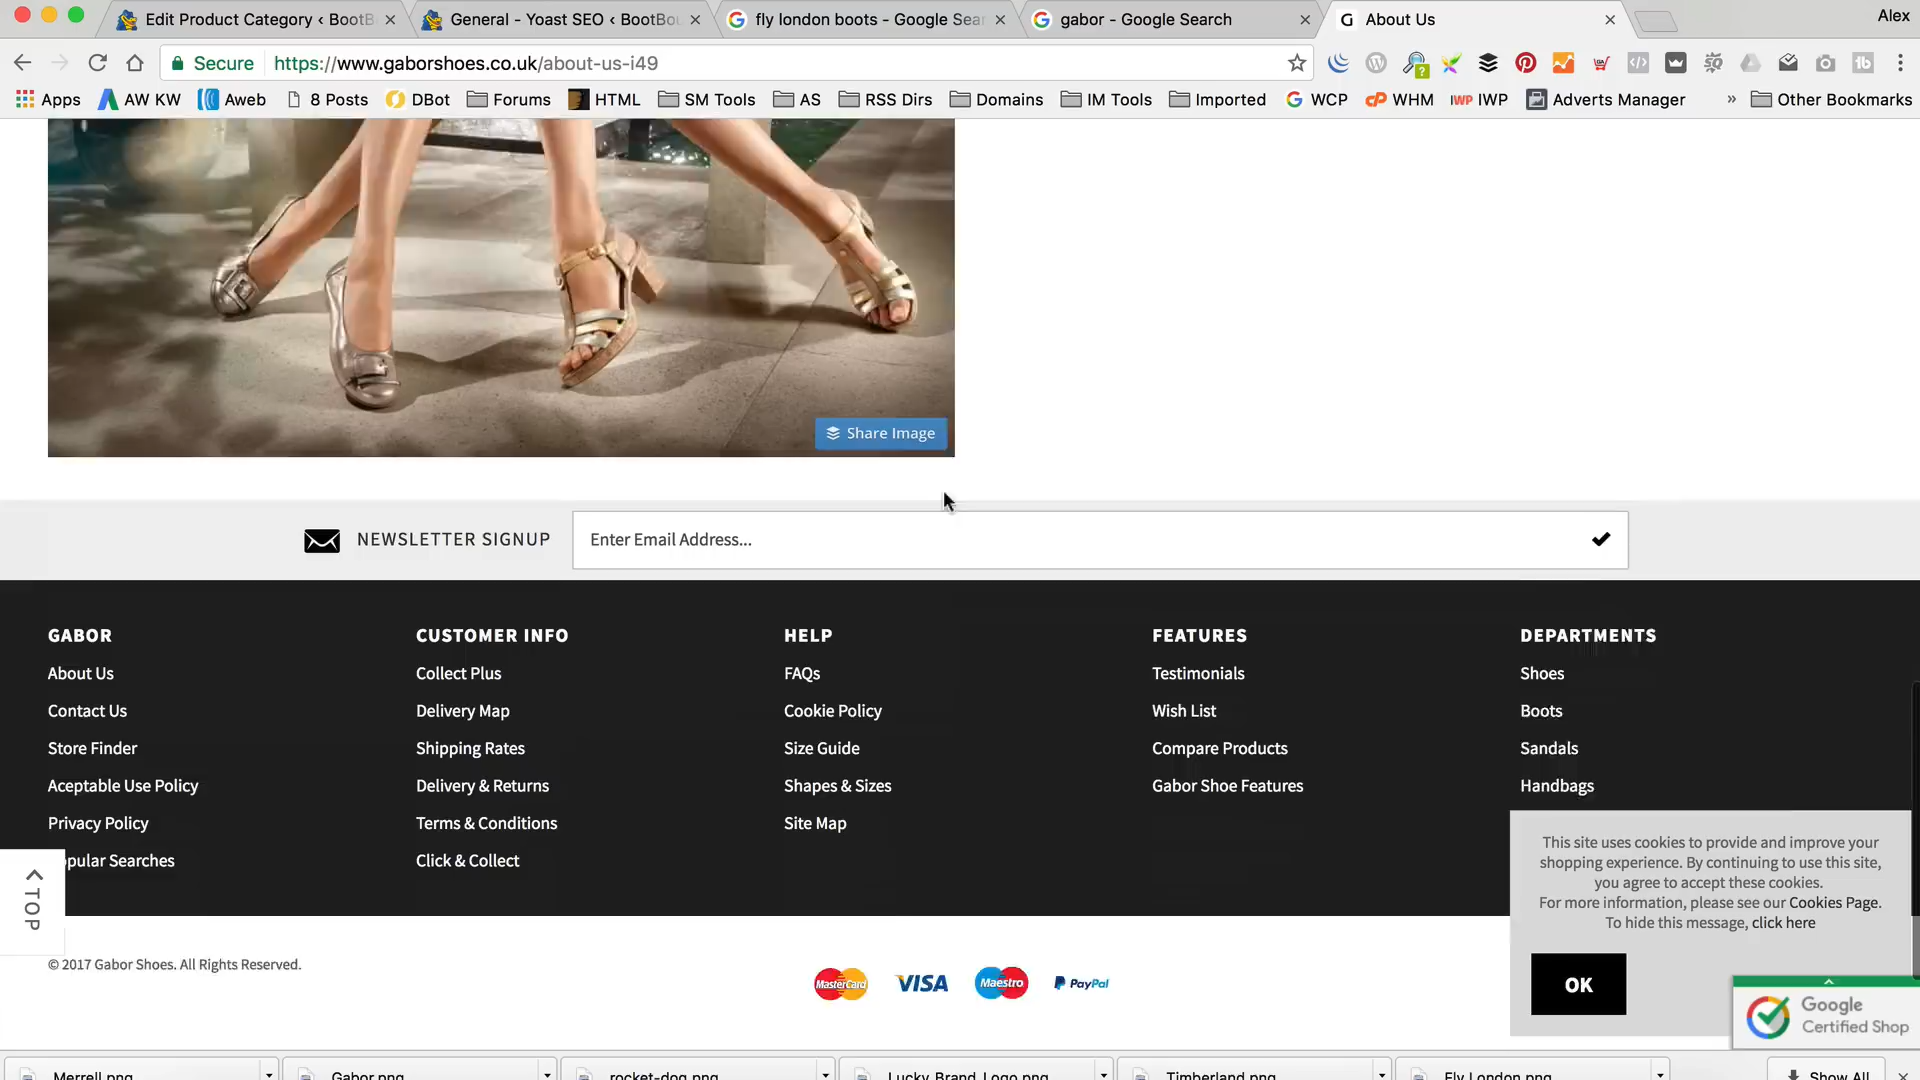 Edit Product Category ‹ BootB
General - Yoast SEO ‹ BootBou
fly london boots - Google Sear
gabor - Google Search
About Us
Alex
Secure
https://www.gaborshoes.co.uk/about-us-i49
Apps
AW KW
Aweb
8 Posts
DBot
Forums
HTML
SM Tools
AS
RSS Dirs
Domains
IM Tools
Imported
WCP
WHM
IWP
Adverts Manager
»
Other Bookmarks
Share Image
NEWSLETTER SIGNUP
Enter Email Address...
GABOR
About Us
Contact Us
Store Finder
Aceptable Use Policy
Privacy Policy
opular Searches
CUSTOMER INFO
Collect Plus
Delivery Map
Shipping Rates
Delivery & Returns
Terms & Conditions
Click & Collect
HELP
FAQs
Cookie Policy
Size Guide
Shapes & Sizes
Site Map
FEATURES
Testimonials
Wish List
Compare Products
Gabor Shoe Features
DEPARTMENTS
Shoes
Boots
Sandals
Handbags
This site uses cookies to provide and improve your
shopping experience. By continuing to use this site,
you agree to accept these cookies.
For more information, please see our Cookies Page.
To hide this message, click here
OK
TOP
© 2017 Gabor Shoes. All Rights Reserved.
MasterCard
VISA
Maestro
PayPal
Google
Certified Shop
Merrell.png
Gabor.png
rocket-dog.png
Lucky_Brand_Logo.png
Timberland.png
Fly London.png
Show All